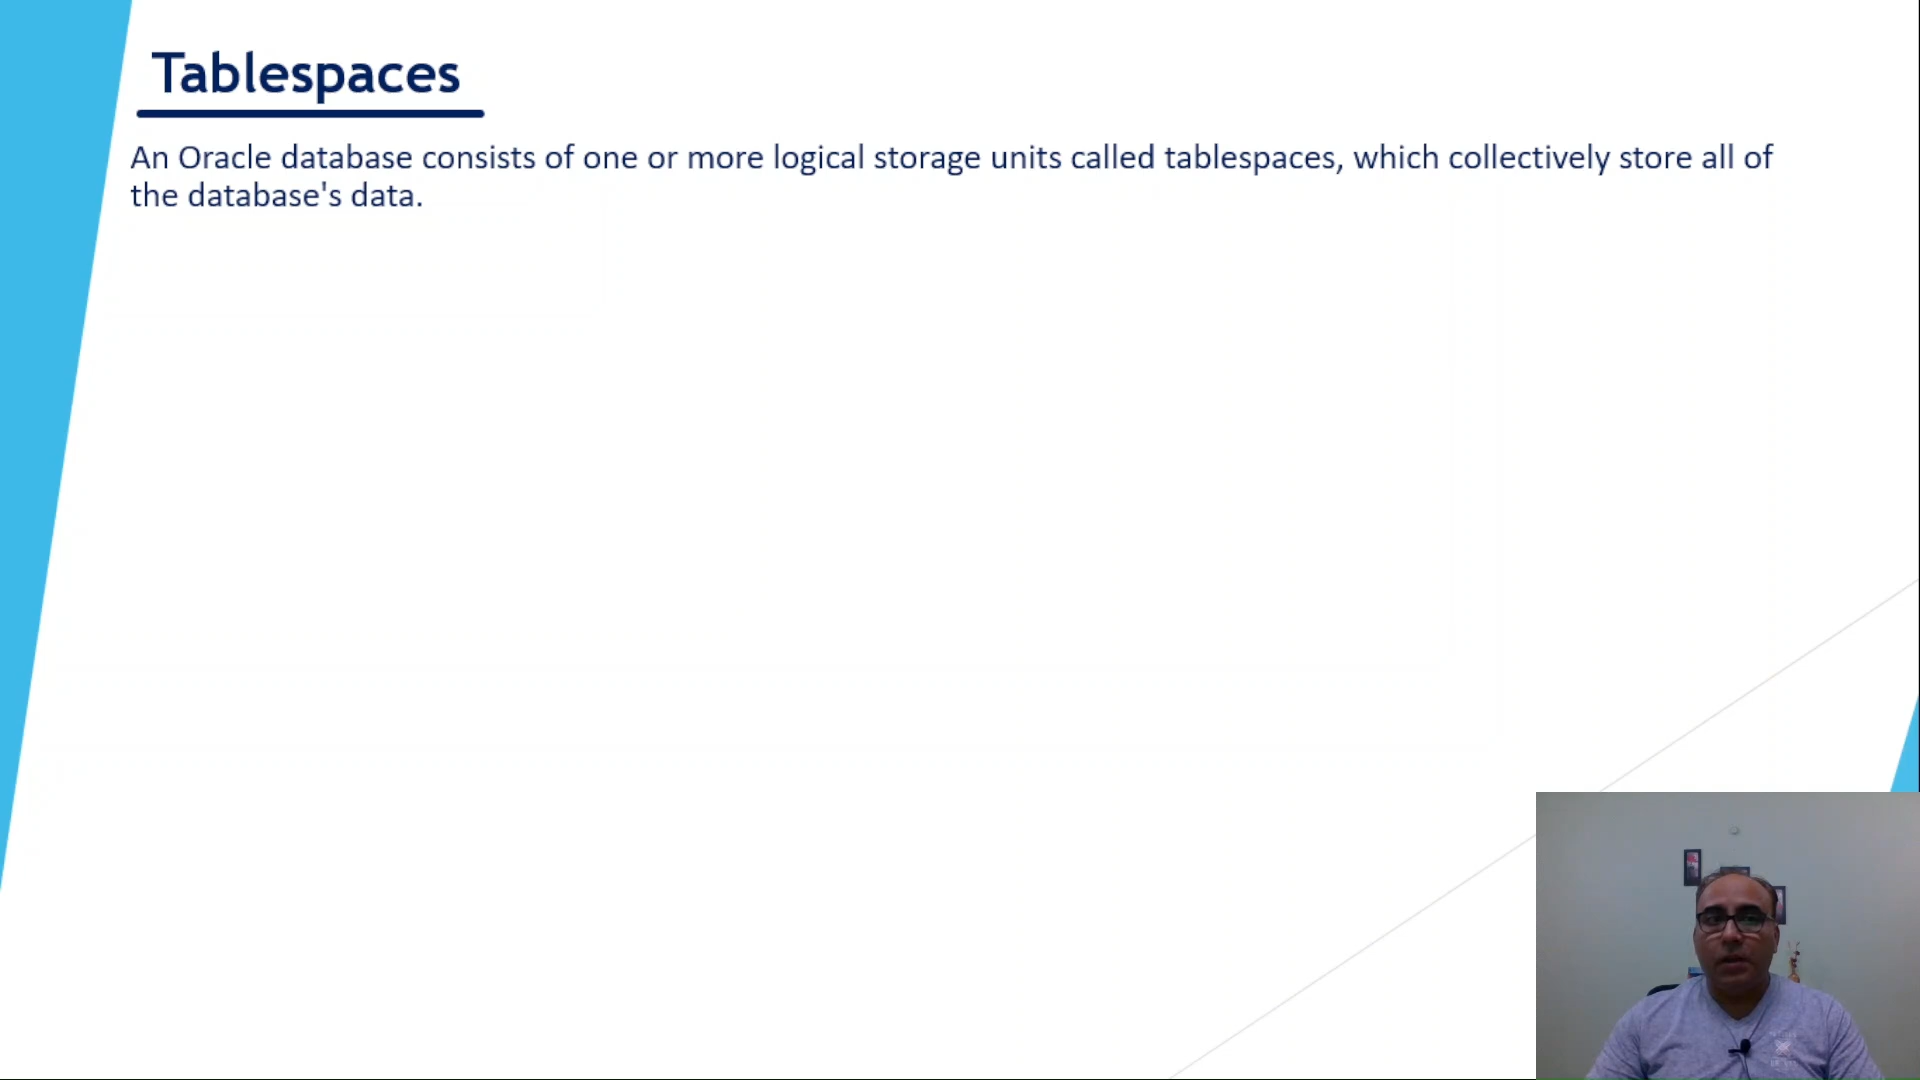 Tablespaces
An Oracle database consists of one or more logical storage units called tablespaces, which collectively store all of
the database's data.